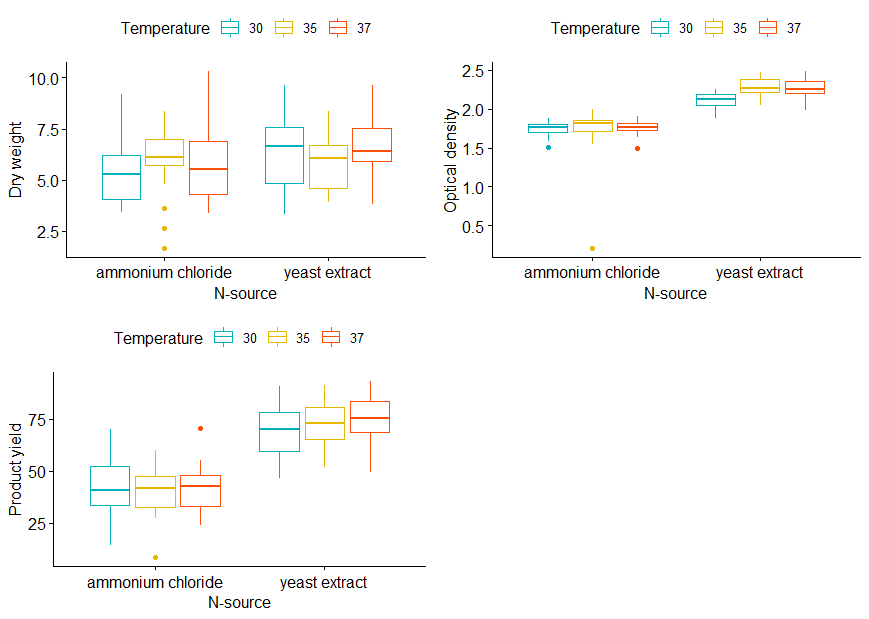 Temperature 30 35 37
10.0
7.5
5.0
2.5
Dry weight
ammonium chloride yeast extract
N-source
Temperature 30 35 37
2.5
2.0
1.5
1.0
0.5
Optical density
ammonium chloride yeast extract
N-source
Temperature 30 35 37
75
50
25
Product yield
ammonium chloride yeast extract
N-source